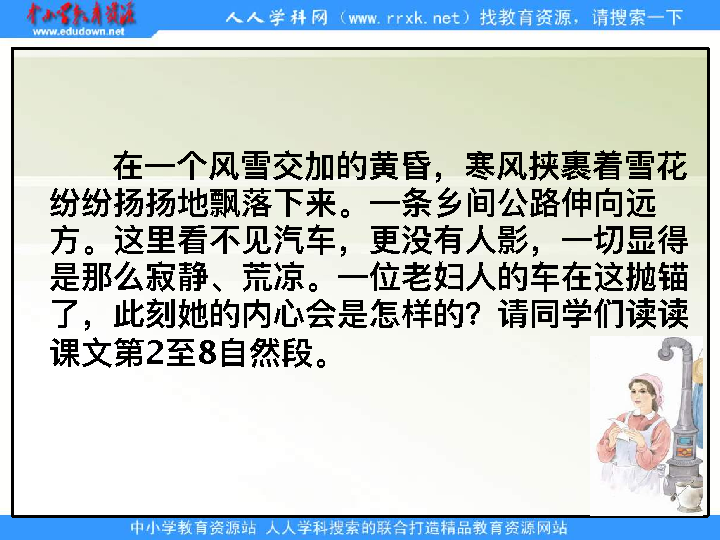 中小学教育资源
www.edudown.net
人人学科网（www.rrxk.net）找教育资源，请搜索一下
在一个风雪交加的黄昏，寒风挟裹着雪花
纷纷扬扬地飘落下来。一条乡间公路伸向远
方。这里看不见汽车，更没有人影，一切显得
是那么寂静、荒凉。一位老妇人的车在这抛锚
了，此刻她的内心会是怎样的？请同学们读读
课文第2至8自然段。
中小学教育资源站 人人学科搜索的联合打造精品教育资源网站